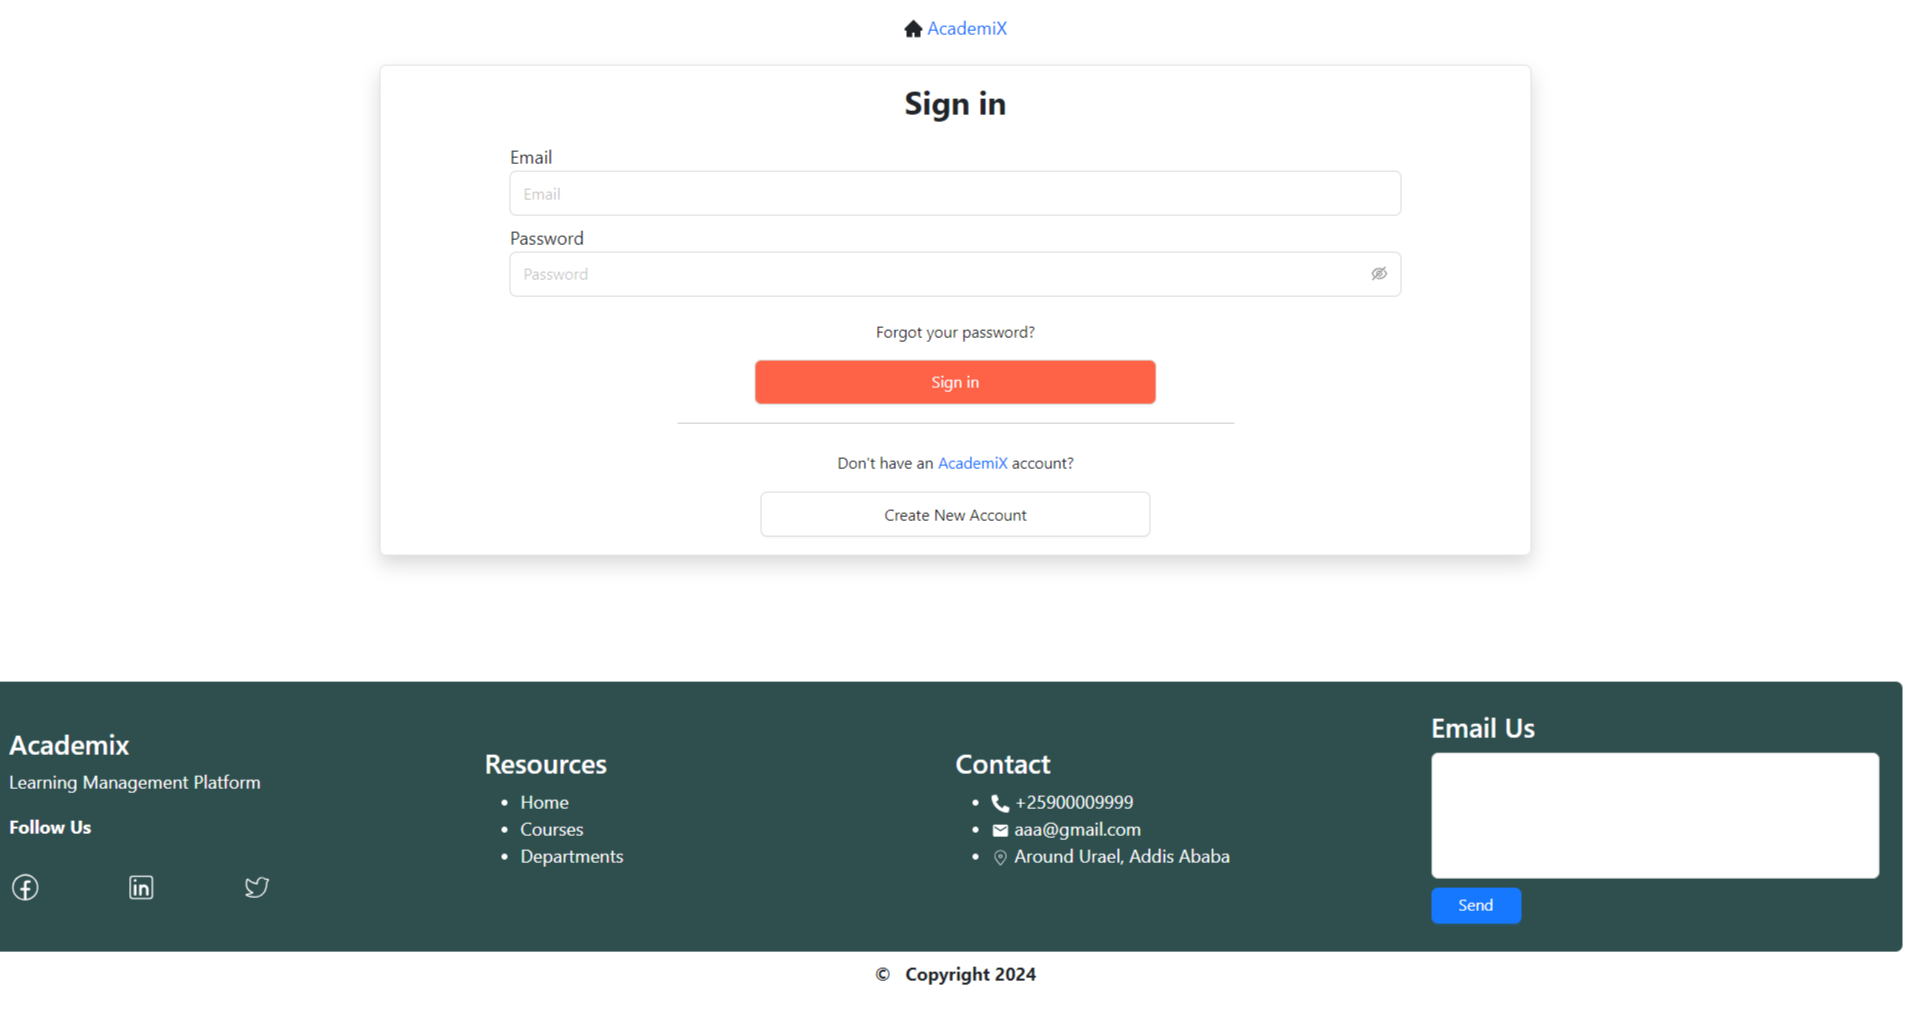 AcademiX
Sign in
Email
Email
Password
Password
Forgot your password?
Sign in
Don't have an AcademiX account?
Create New Account
Academix
Learning Management Platform
Follow Us
Resources
Home
Courses
Departments
Contact
+25900009999
aaa@gmail.com
Around Urael, Addis Ababa
Email Us
Send
© Copyright 2024